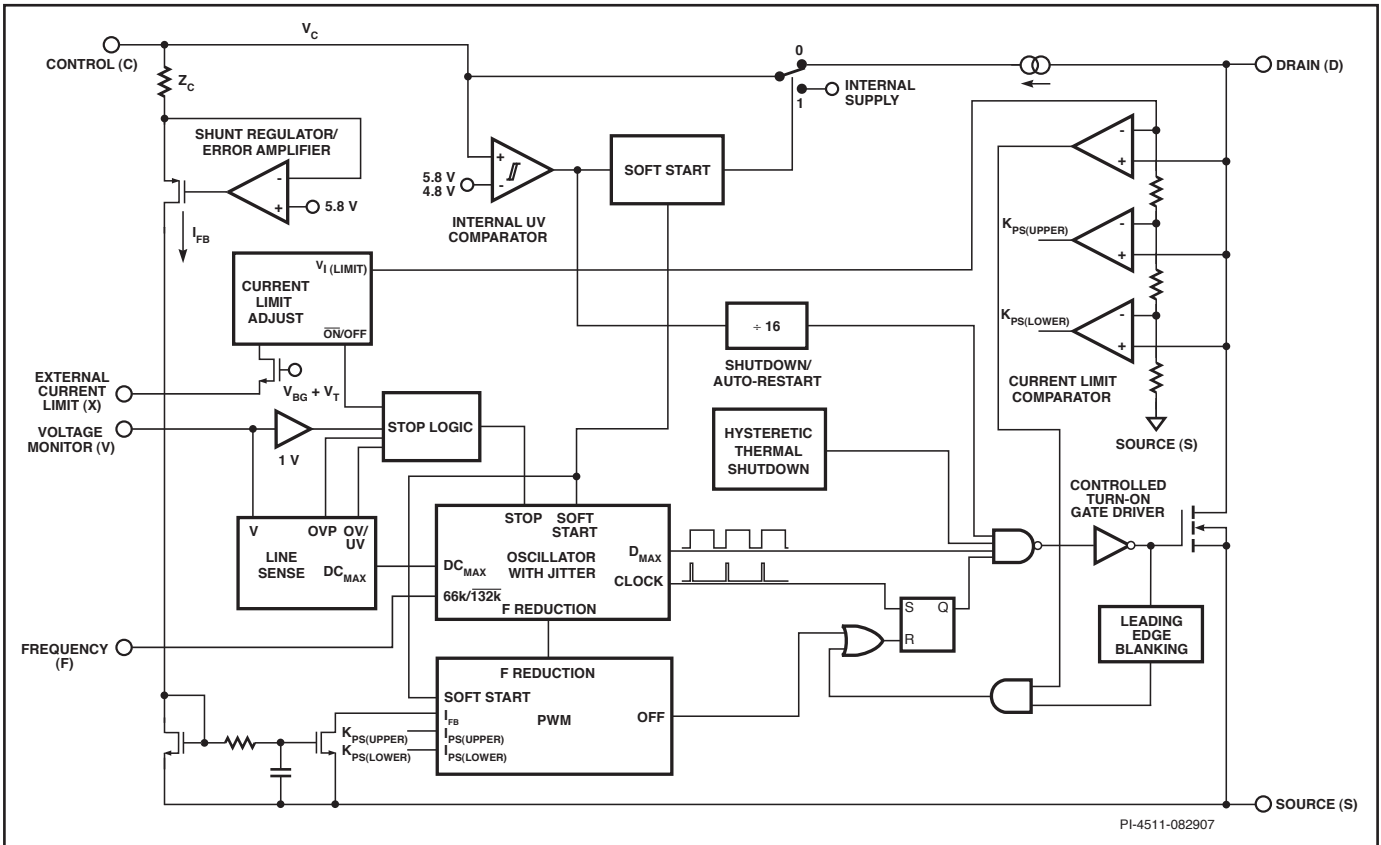 V_C
0
CONTROL (C)
DRAIN (D)
Z_C
1
INTERNAL
SUPPLY
SHUNT REGULATOR/
ERROR AMPLIFIER
-
+
5.8 V
I_FB
+
-
5.8 V
4.8 V
INTERNAL UV
COMPARATOR
SOFT START
-
+
K_PS(UPPER)
-
+
K_PS(LOWER)
-
+
CURRENT LIMIT
COMPARATOR
SOURCE (S)
V_I (LIMIT)
CURRENT
LIMIT
ADJUST
O̅N̅/OFF
÷ 16
SHUTDOWN/
AUTO-RESTART
V_BG + V_T
EXTERNAL
CURRENT
LIMIT (X)
VOLTAGE
MONITOR (V)
1 V
STOP LOGIC
HYSTERETIC
THERMAL
SHUTDOWN
CONTROLLED
TURN-ON
GATE DRIVER
V
OVP
OV/
UV
LINE
SENSE
DC_MAX
STOP
SOFT
START
OSCILLATOR
WITH JITTER
D_MAX
DC_MAX
CLOCK
66k/1̅3̅2̅k̅
F REDUCTION
S
Q
R
LEADING
EDGE
BLANKING
FREQUENCY
(F)
F REDUCTION
SOFT START
PWM
OFF
I_FB
K_PS(UPPER)
I_PS(UPPER)
K_PS(LOWER)
I_PS(LOWER)
SOURCE (S)
PI-4511-082907